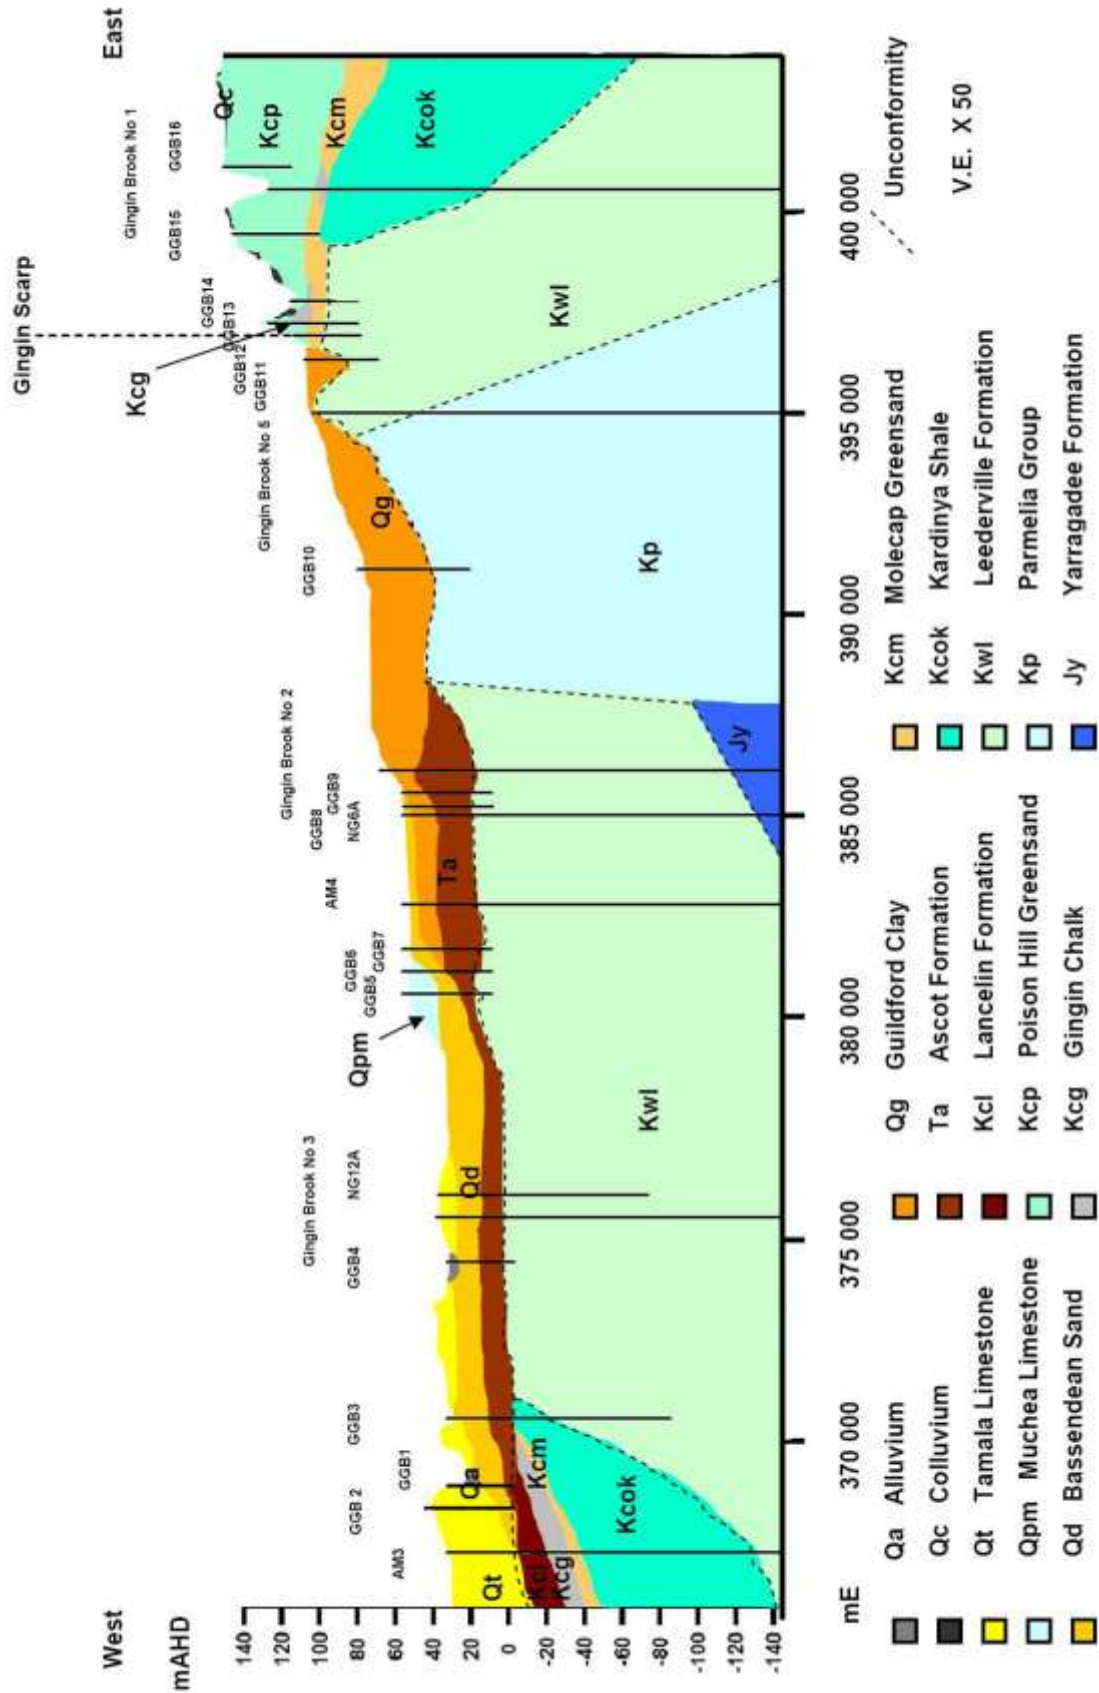 Gingin Scarp
West
East
mAHD
Kcg
Gingin Brook No 3
Gingin Brook No 2
Gingin Brook No 5
Gingin Brook No 1
AM3
GGB 2
GGB1
GGB3
GGB4
NG12A
GGB5
GGB6
GGB7
AM4
GGB8
NG6A
GGB9
GGB10
GGB11
GGB12
GGB13
GGB14
GGB15
GGB16
Qpm
Qc
Kcp
Kcm
Kcok
Qg
Ta
Qd
Qa
Qt
Kcl
Kcg
Kcm
Kcok
Kwl
Kwl
Kp
Jy
140
120
100
80
60
40
20
0
-20
-40
-60
-80
-100
-120
-140
mE
370 000
375 000
380 000
385 000
390 000
395 000
400 000
Qa Alluvium
Qc Colluvium
Qt Tamala Limestone
Qpm Muchea Limestone
Qd Bassendean Sand
Qg Guildford Clay
Ta Ascot Formation
Kcl Lancelin Formation
Kcp Poison Hill Greensand
Kcg Gingin Chalk
Kcm Molecap Greensand
Kcok Kardinya Shale
Kwl Leederville Formation
Kp Parmelia Group
Jy Yarragadee Formation
Unconformity
V.E. X 50